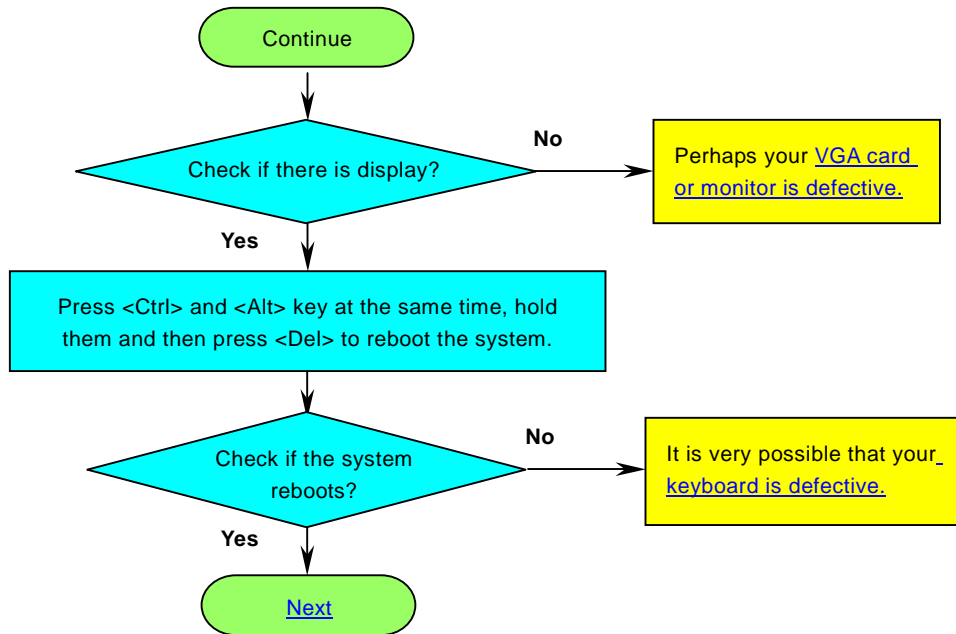 Continue
Check if there is display?
No
Perhaps your VGA card
or monitor is defective.
Yes
Press <Ctrl> and <Alt> key at the same time, hold
them and then press <Del> to reboot the system.
Check if the system
reboots?
No
It is very possible that your
keyboard is defective.
Yes
Next